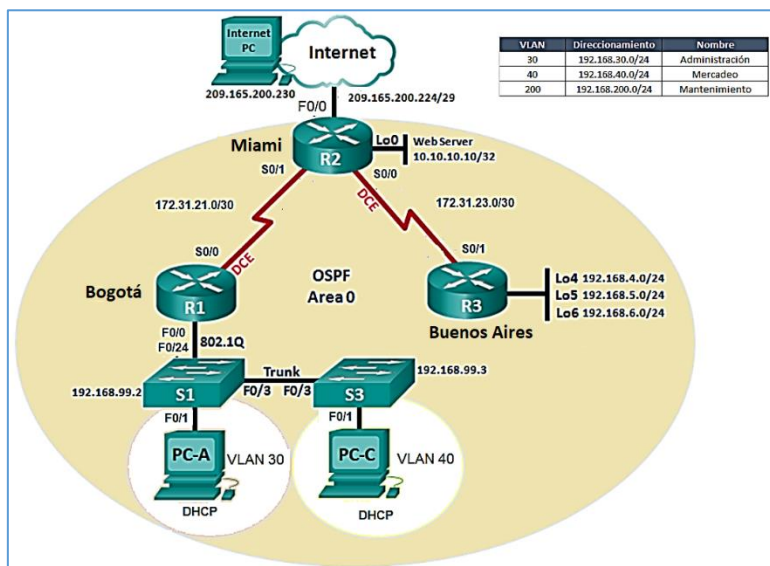 Internet PC
Internet
209.165.200.230
209.165.200.224/29
F0/0
VLAN Direccionamiento Nombre
30 192.168.30.0/24 Administración
40 192.168.40.0/24 Mercadeo
200 192.168.200.0/24 Mantenimiento
Miami
R2
Lo0
Web Server
10.10.10.10/32
S0/1
S0/0
DCE
172.31.21.0/30
172.31.23.0/30
S0/0
DCE
S0/1
Bogotá
R1
OSPF
Area 0
R3
Buenos Aires
Lo4 192.168.4.0/24
Lo5 192.168.5.0/24
Lo6 192.168.6.0/24
F0/0
F0/24
802.1Q
Trunk
192.168.99.2
S1
F0/3
F0/3
S3
192.168.99.3
F0/1
F0/1
PC-A
VLAN 30
PC-C
VLAN 40
DHCP
DHCP